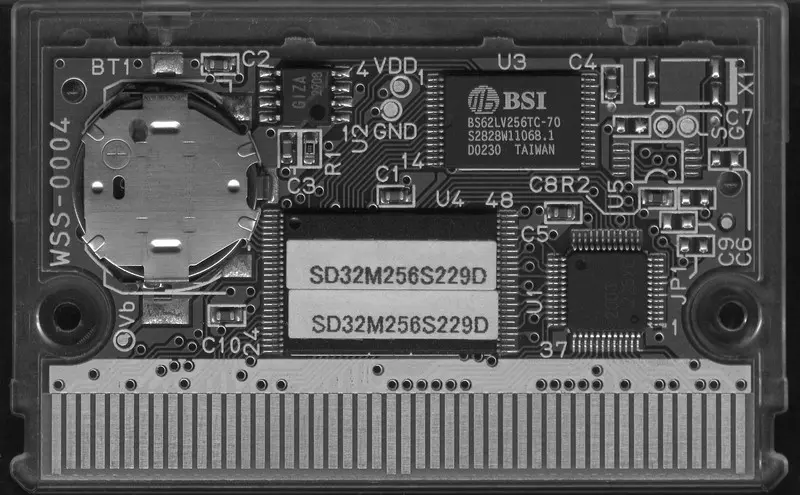 BT1
C2
4
VDD
1
U3
C4
X1
GIZA
2908
BSI
BS62LV256TC-70
S2828W11068.1
D0230 TAIWAN
GND
12
U2
R1
14
C3
C1
U4
48
C8
R2
U5
C7
WSS-0004
C5
C9
C6
SD32M256S229D
SD32M256S229D
U1
JP1
1
Vb
C10
24
37